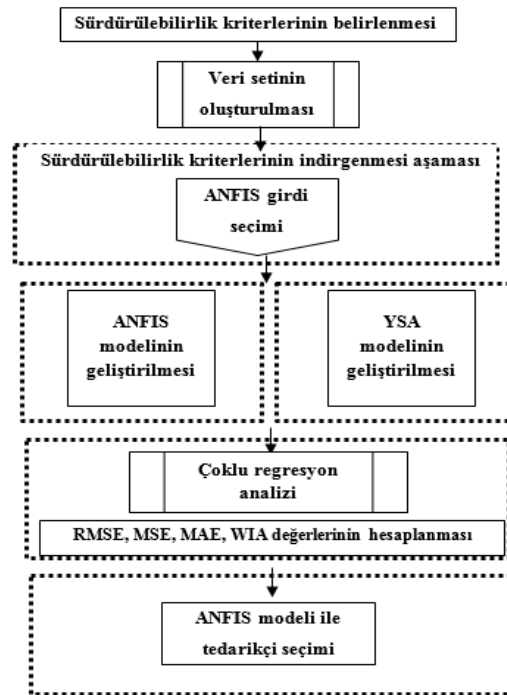 Sürdürülebilirlik kriterlerinin belirlenmesi
Veri setinin
oluşturulması
Sürdürülebilirlik kriterlerinin indirgenmesi aşaması
ANFIS girdi
seçimi
ANFIS
modelinin
geliştirilmesi
YSA
modelinin
geliştirilmesi
Çoklu regresyon
analizi
RMSE, MSE, MAE, WIA değerlerinin hesaplanması
ANFIS modeli ile
tedarikçi seçimi